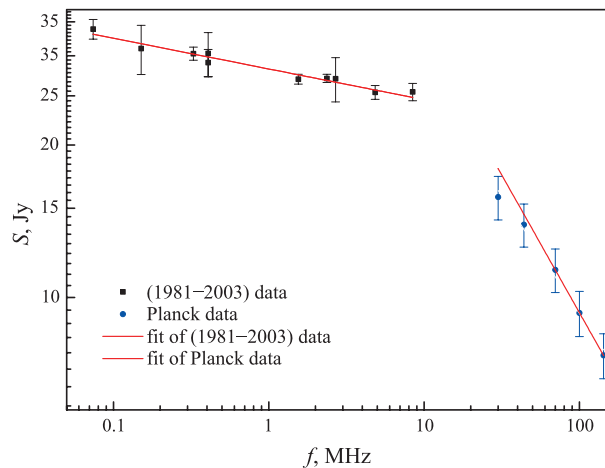 35
35
25
20
15
10
S, Jy
(1981−2003) data
Planck data
fit of (1981−2003) data
fit of Planck data
0.1
1
10
100
f, MHz